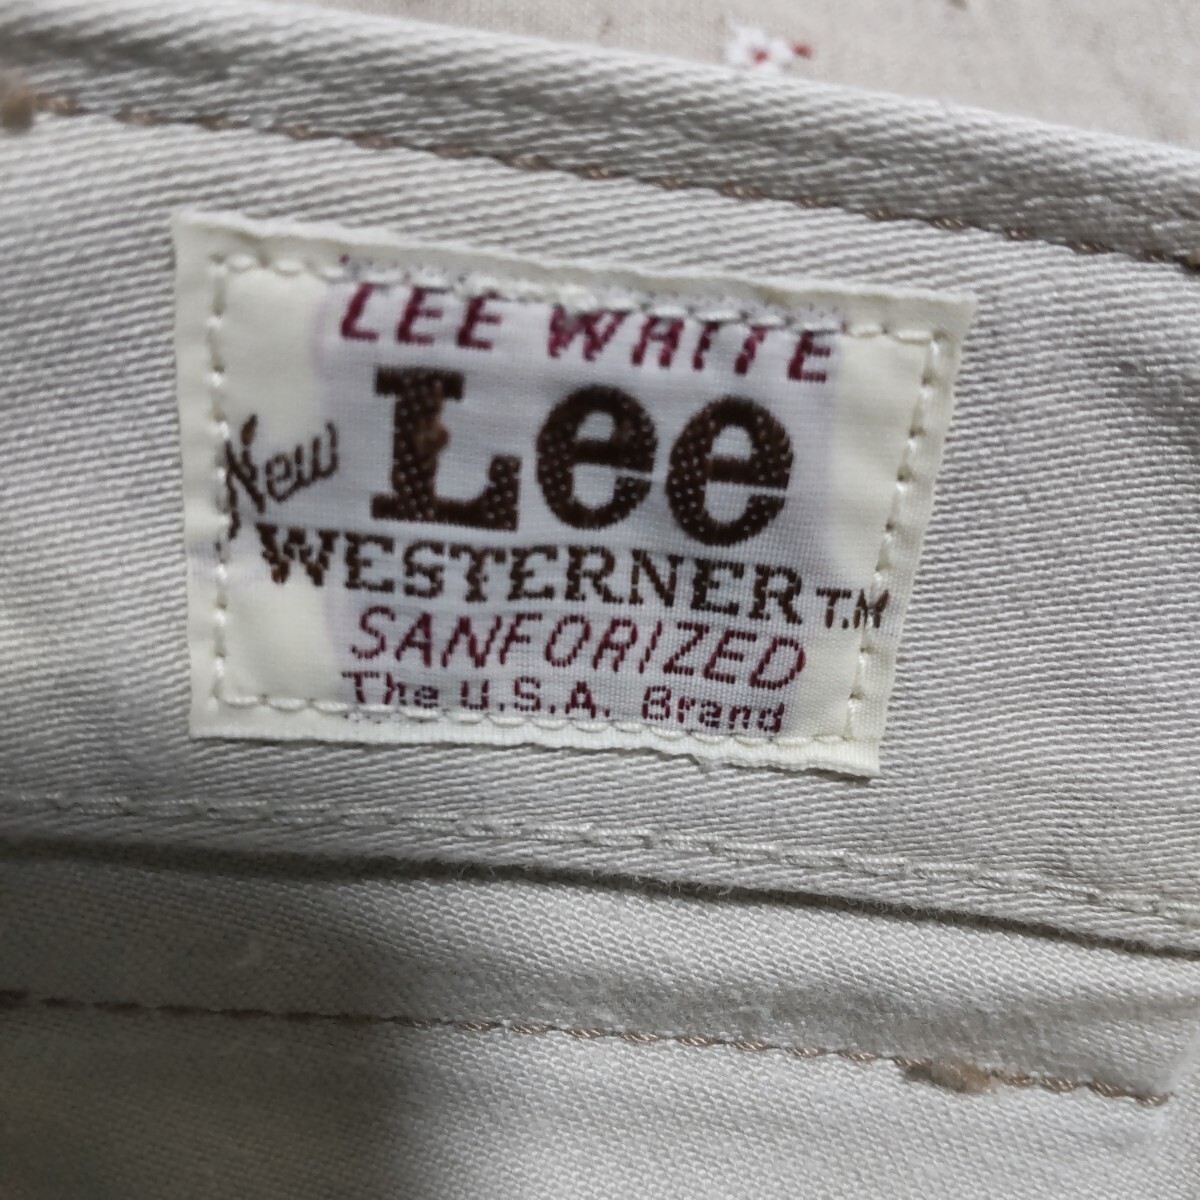 LEE WHITE
New Lee
WESTERNER T.M
SANFORIZED
The U.S.A. Brand